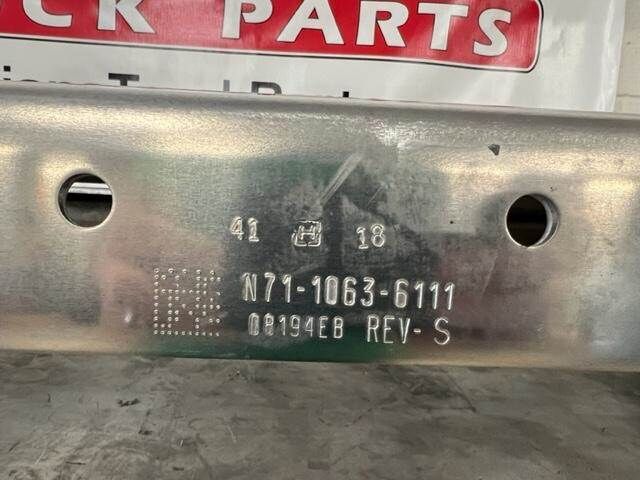 CK PARTS
41 H 18
N71-1063-6111
08194EB REV- S